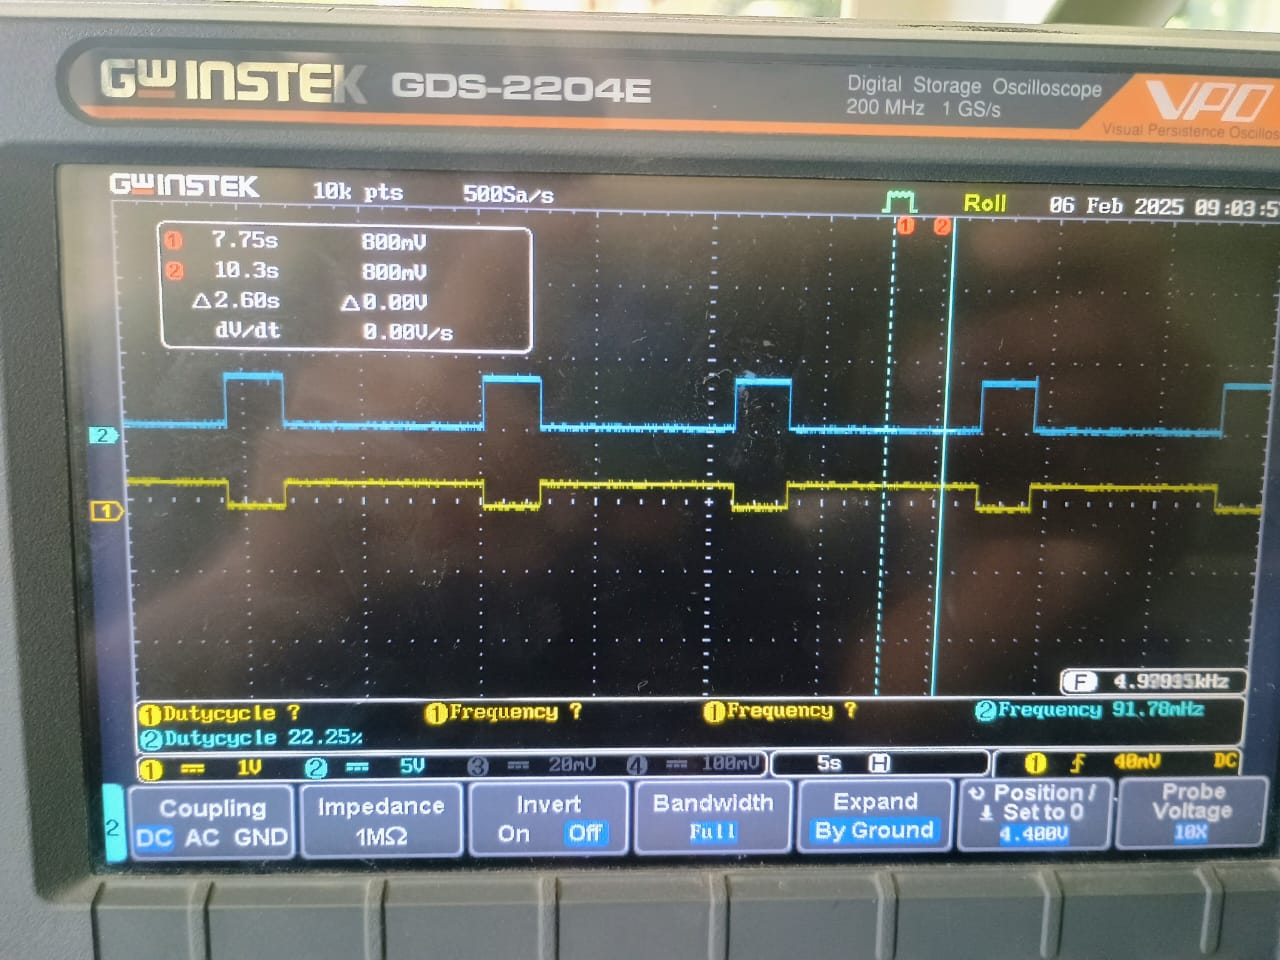 GW INSTEK GDS-2204E
Digital Storage Oscilloscope
200 MHz 1 GS/s
VPO
Visual Persistence Oscillos
GW INSTEK 10k pts 500Sa/s Roll 06 Feb 2025 09:03:5
1 7.75s 800mV
2 10.3s 800mV
△2.60s △0.00V
dV/dt 0.00V/s
1 2
2
1
F kHz
1 Dutycycle ? 1 Frequency ? 1 Frequency ? 2 Frequency 91.78mHz
2 Dutycycle 22.25%
1 1V 2 5V 3 20mV 4 100mV 5s H 1 40mV DC
2
Coupling
DC AC GND
Impedance
1MΩ
Invert
On Off
Bandwidth
Full
Expand
By Ground
Position /
Set to 0
4.400V
Probe
Voltage
10X